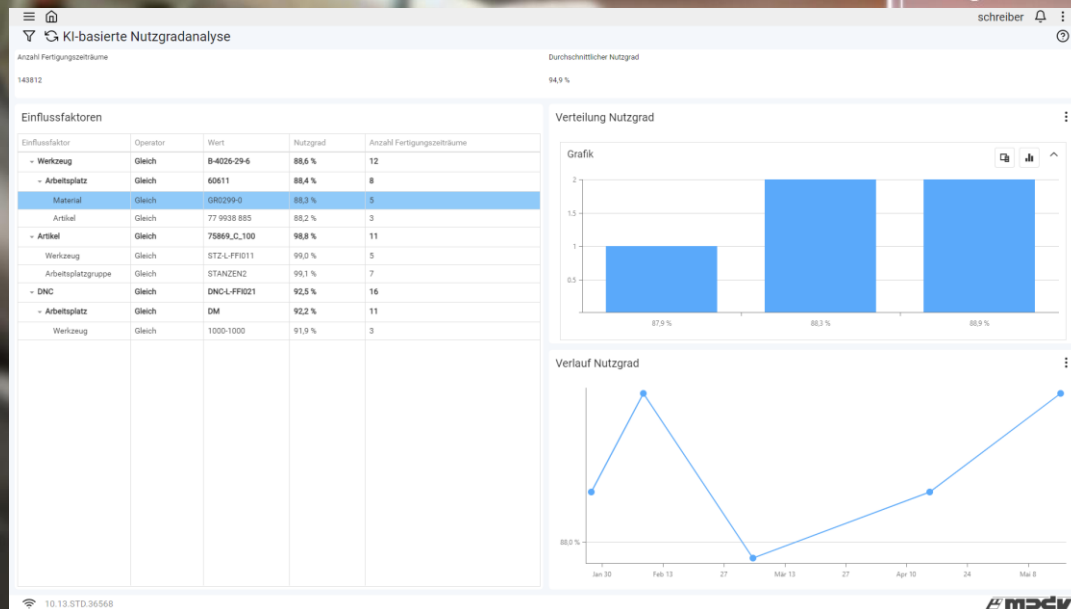 schreiber
KI-basierte Nutzgradanalyse
Anzahl Fertigungszeiträume
Durchschnittlicher Nutzgrad
143812
94,9 %
Einflussfaktoren
Einflussfaktor Operator Wert Nutzgrad Anzahl Fertigungszeiträume
Werkzeug Gleich B-4026-29-6 88,6 % 12
Arbeitsplatz Gleich 60611 88,4 % 8
Material Gleich GR0299-0 88,3 % 5
Artikel Gleich 77 9938 885 88,2 % 3
Artikel Gleich 75869_C_100 98,8 % 11
Werkzeug Gleich STZ-L-FFI011 99,0 % 5
Arbeitsplatzgruppe Gleich STANZEN2 99,1 % 7
DNC Gleich DNC-L-FFI021 92,5 % 16
Arbeitsplatz Gleich DM 92,2 % 11
Werkzeug Gleich 1000-1000 91,9 % 3
Verteilung Nutzgrad
Grafik
2
1,5
1
0,5
87,9 % 88,3 % 88,9 %
Verlauf Nutzgrad
88,0 %
Jan 30 Feb 13 27 Mär 13 27 Apr 10 24 Mai 8
10.13.STD.36568
mpdv